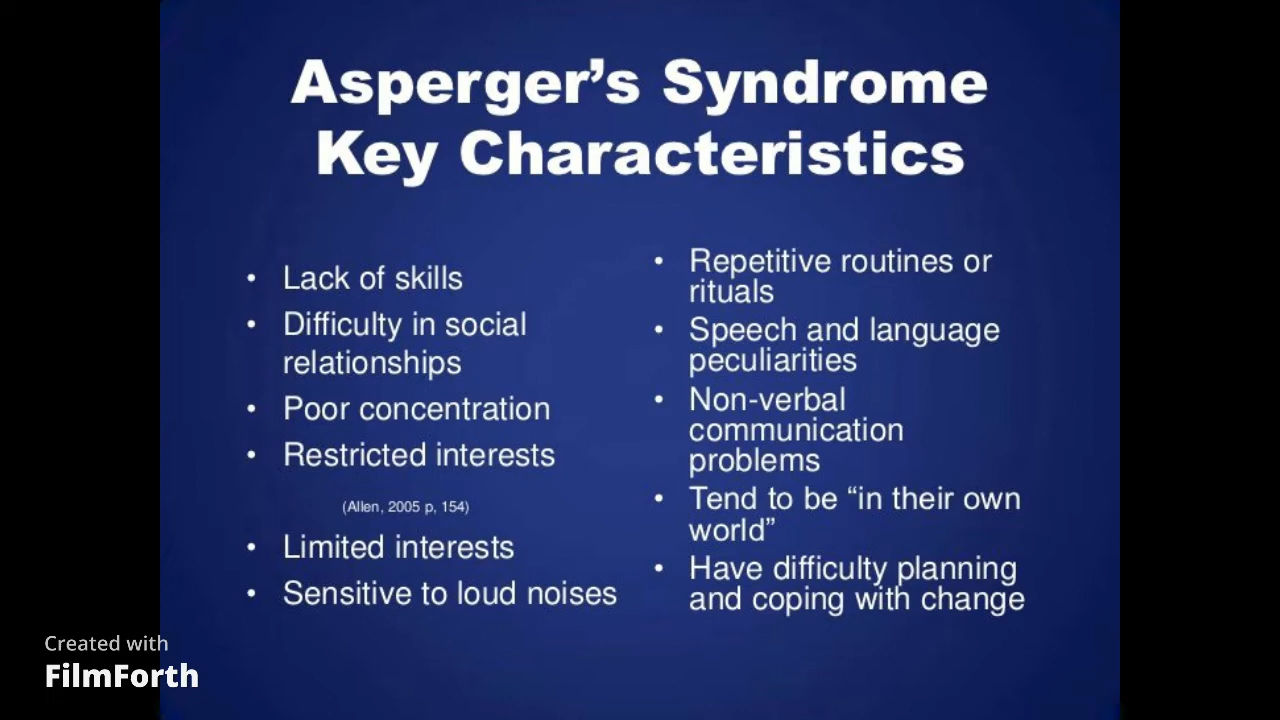 Asperger’s Syndrome
Key Characteristics
• Lack of skills
• Difficulty in social
relationships
• Poor concentration
• Restricted interests
(Allen, 2005 p, 154)
• Limited interests
• Sensitive to loud noises
• Repetitive routines or
rituals
• Speech and language
peculiarities
• Non-verbal
communication
problems
• Tend to be “in their own
world”
• Have difficulty planning
and coping with change
Created with
FilmForth